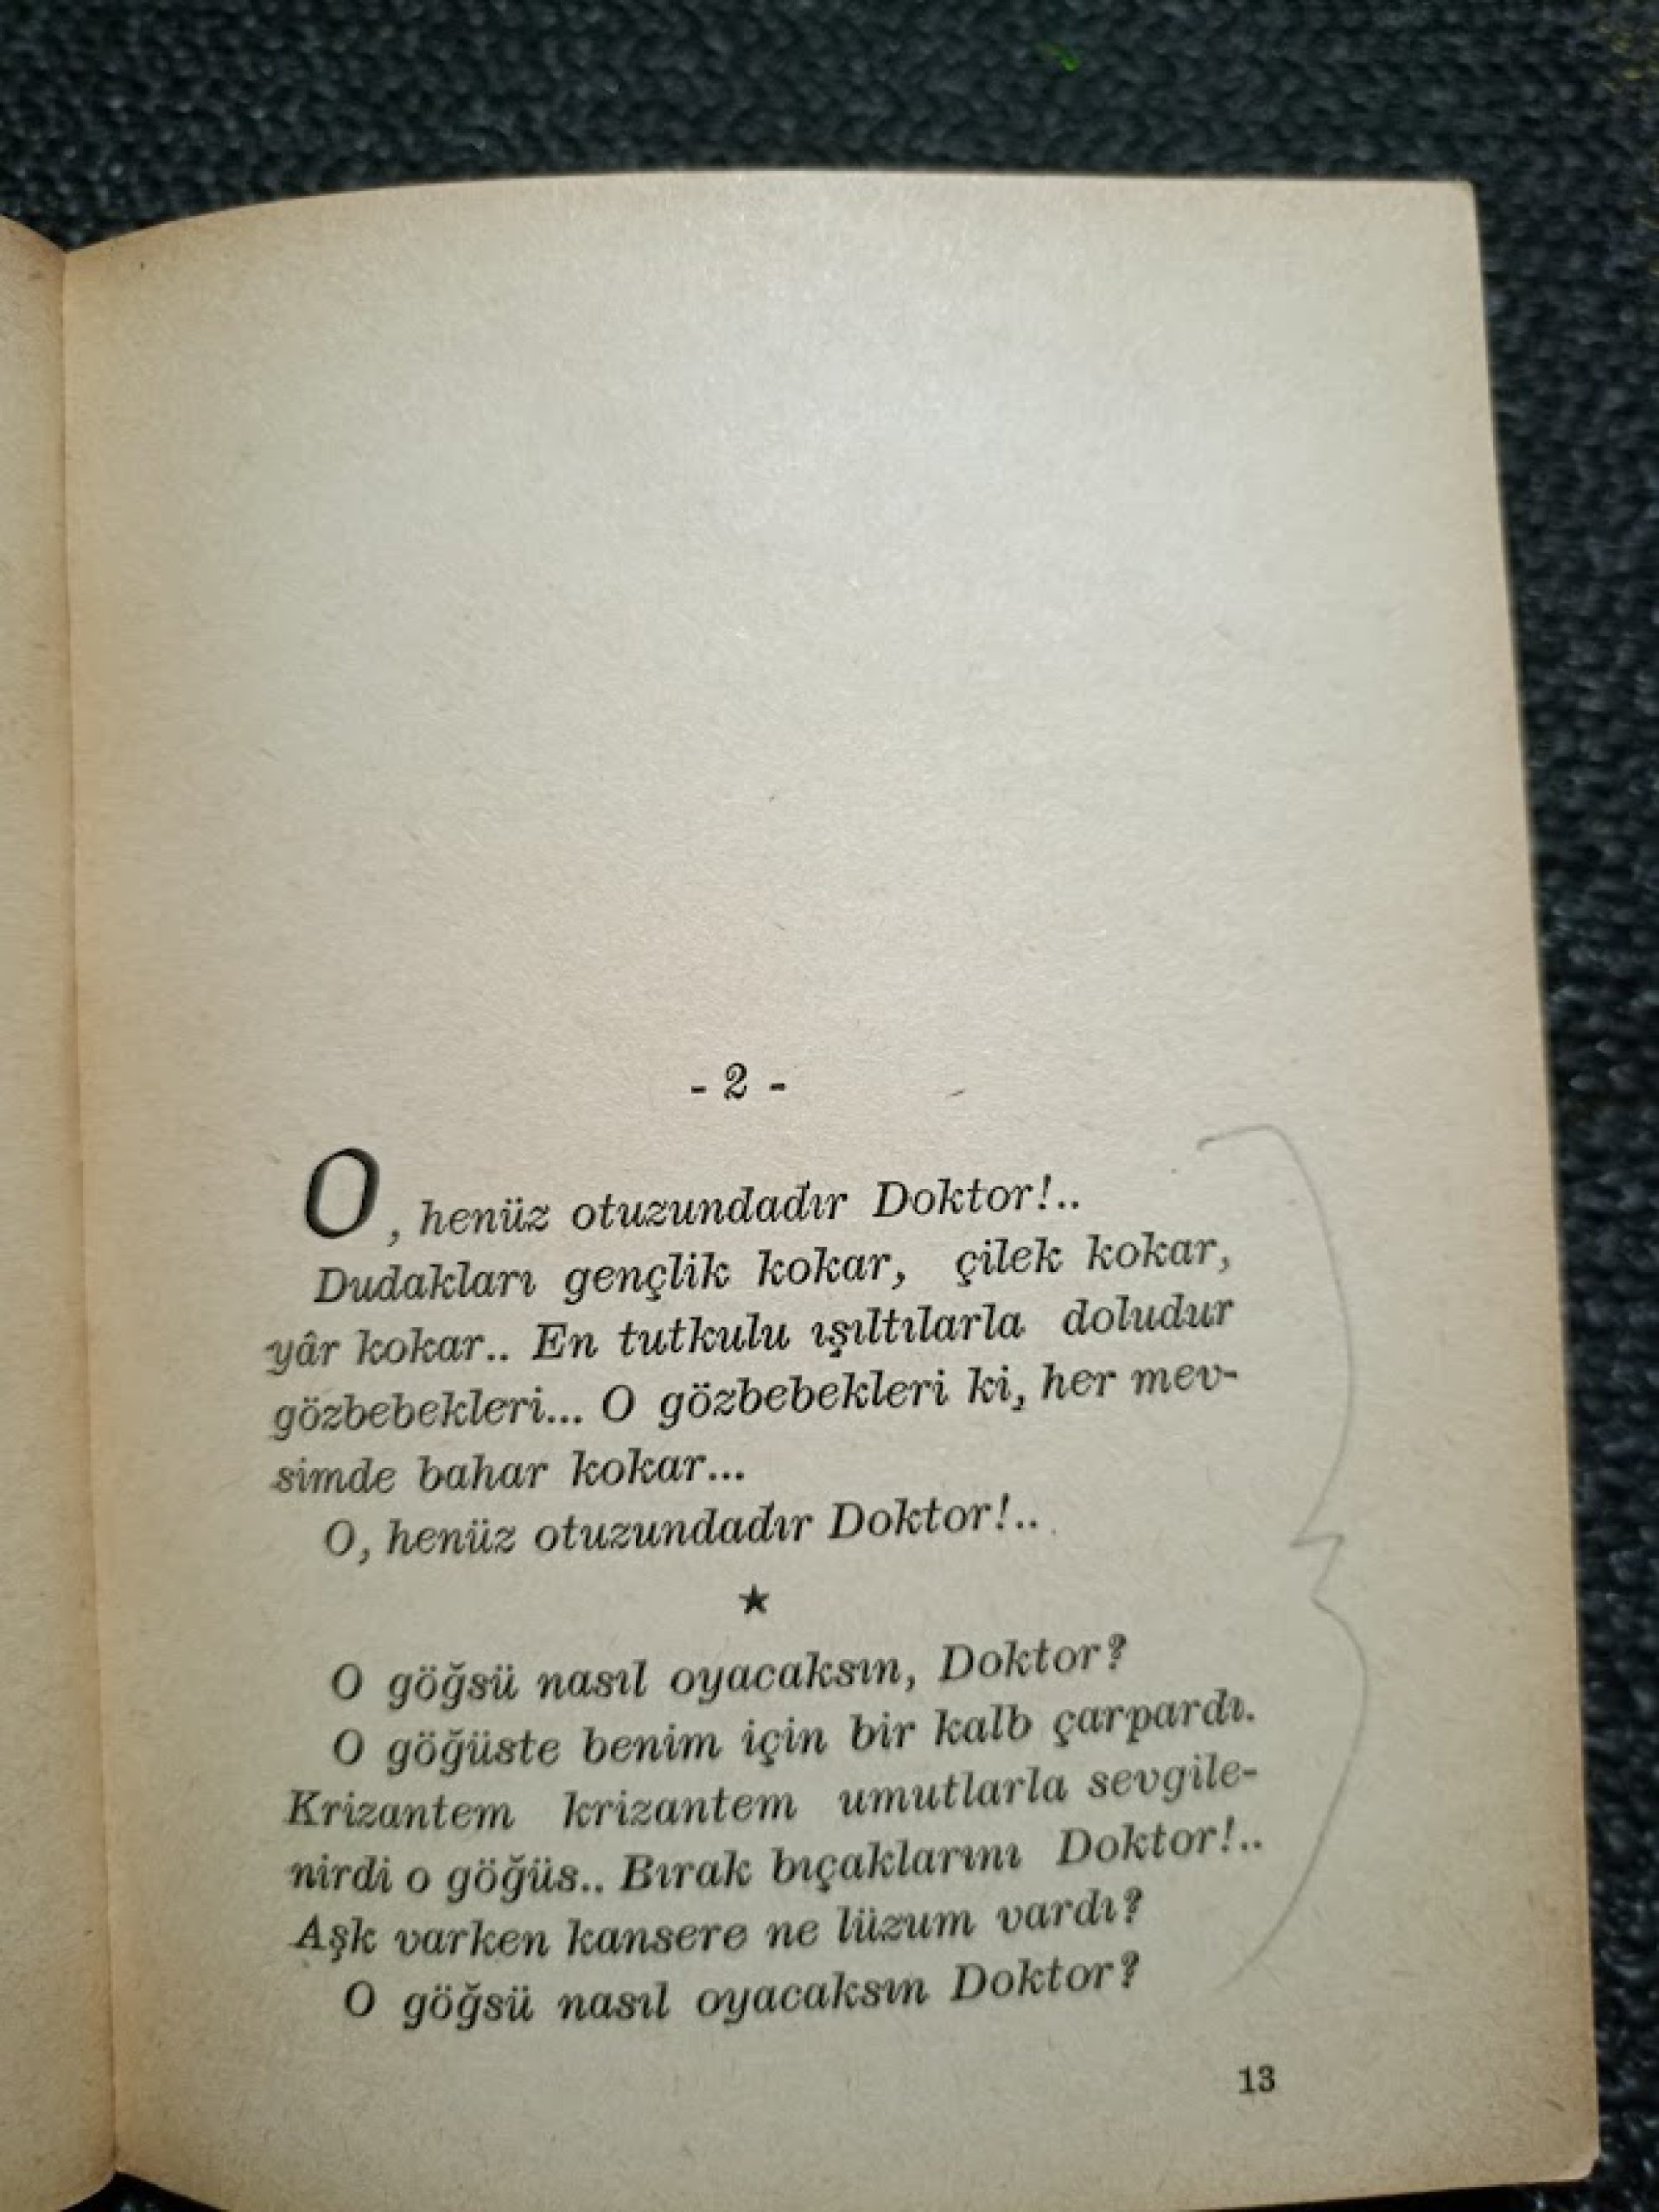 - 2 -
O, henüz otuzundadır Doktor!..
Dudakları gençlik kokar, çilek kokar,
yâr kokar.. En tutkulu ışıltılarla doludur
gözbebekleri... O gözbebekleri ki, her mev-
simde bahar kokar...
O, henüz otuzundadır Doktor!..
★
O göğsü nasıl oyacaksın, Doktor?
O göğüste benim için bir kalb çarpardı.
Krizantem krizantem umutlarla sevgile-
nirdi o göğüs.. Bırak bıçaklarını Doktor!..
Aşk varken kansere ne lüzum vardı?
O göğsü nasıl oyacaksın Doktor?
13